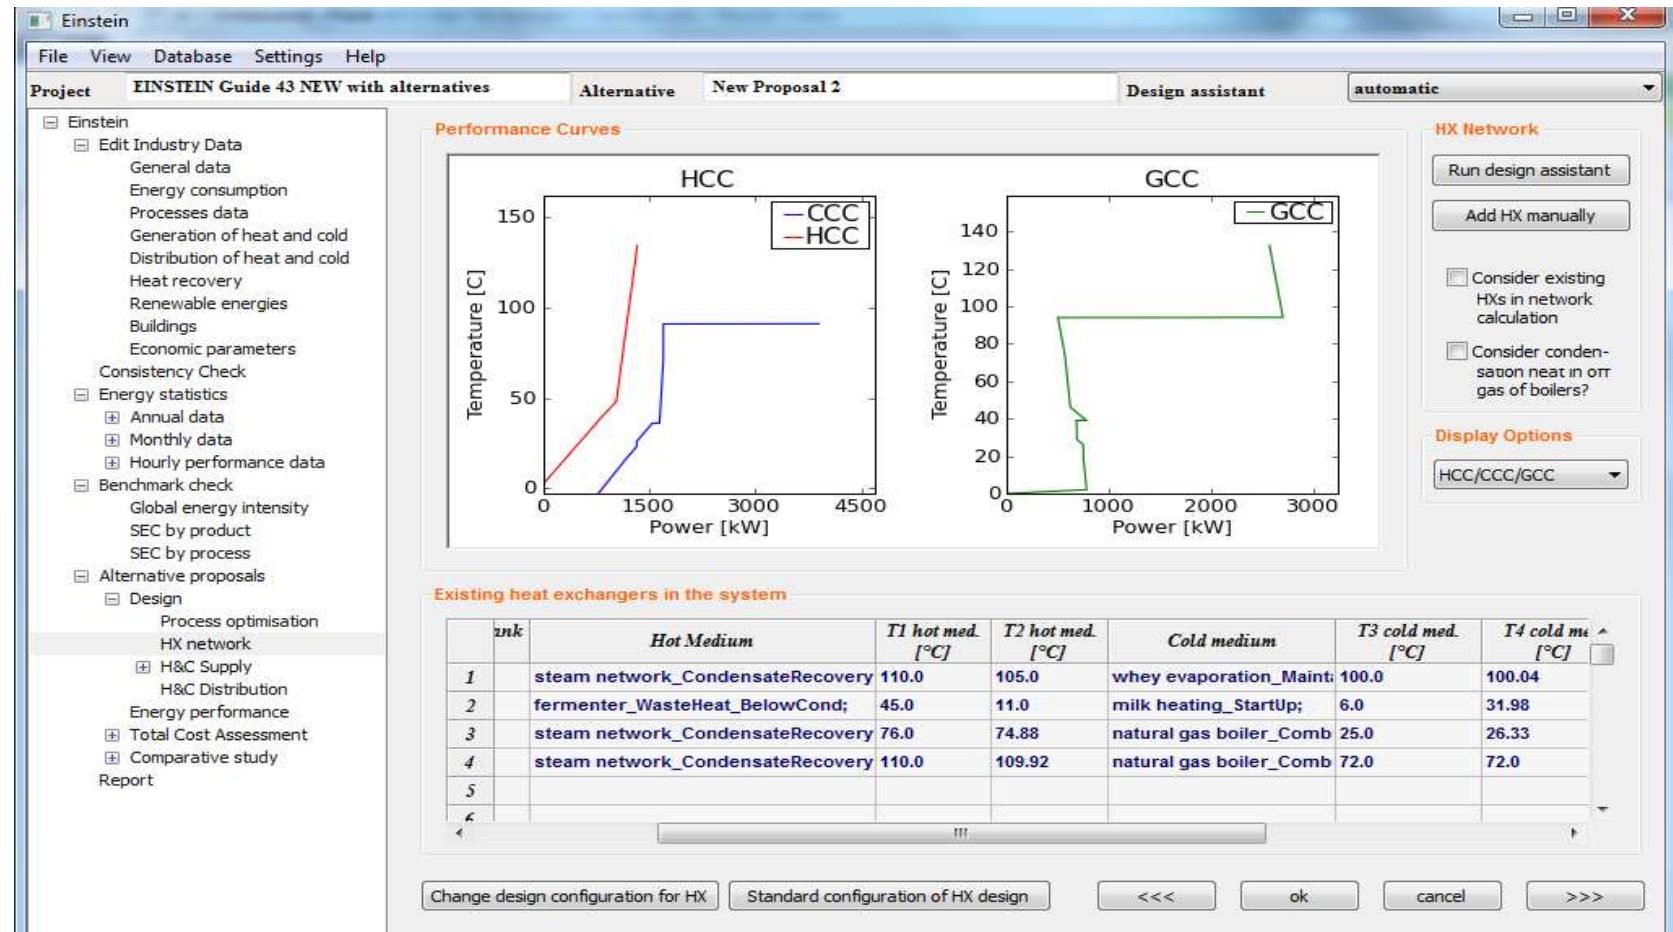 Einstein
File View Database Settings Help
Project EINSTEIN Guide 43 NEW with alternatives Alternative New Proposal 2 Design assistant automatic
Einstein
Edit Industry Data
General data
Energy consumption
Processes data
Generation of heat and cold
Distribution of heat and cold
Heat recovery
Renewable energies
Buildings
Economic parameters
Consistency Check
Energy statistics
Annual data
Monthly data
Hourly performance data
Benchmark check
Global energy intensity
SEC by product
SEC by process
Alternative proposals
Design
Process optimisation
HX network
H&C Supply
H&C Distribution
Energy performance
Total Cost Assessment
Comparative study
Report
Performance Curves
HCC
CCC
HCC
Temperature [C]
150
100
50
0
0 1500 3000 4500
Power [kW]
GCC
GCC
Temperature [C]
140
120
100
80
60
40
20
0
0 1000 2000 3000
Power [kW]
HX Network
Run design assistant
Add HX manually
Consider existing
HXs in network
calculation
Consider conden-
sation heat in off
gas of boilers?
Display Options
HCC/CCC/GCC
Existing heat exchangers in the system
ank Hot Medium T1 hot med. [°C] T2 hot med. [°C] Cold medium T3 cold med. [°C] T4 cold me [°C]
1 steam network_CondensateRecovery 110.0 105.0 whey evaporation_Mainta 100.0 100.04
2 fermenter_WasteHeat_BelowCond; 45.0 11.0 milk heating_StartUp; 6.0 31.98
3 steam network_CondensateRecovery 76.0 74.88 natural gas boiler_Comb 25.0 26.33
4 steam network_CondensateRecovery 110.0 109.92 natural gas boiler_Comb 72.0 72.0
5
6
Change design configuration for HX Standard configuration of HX design <<< ok cancel >>>